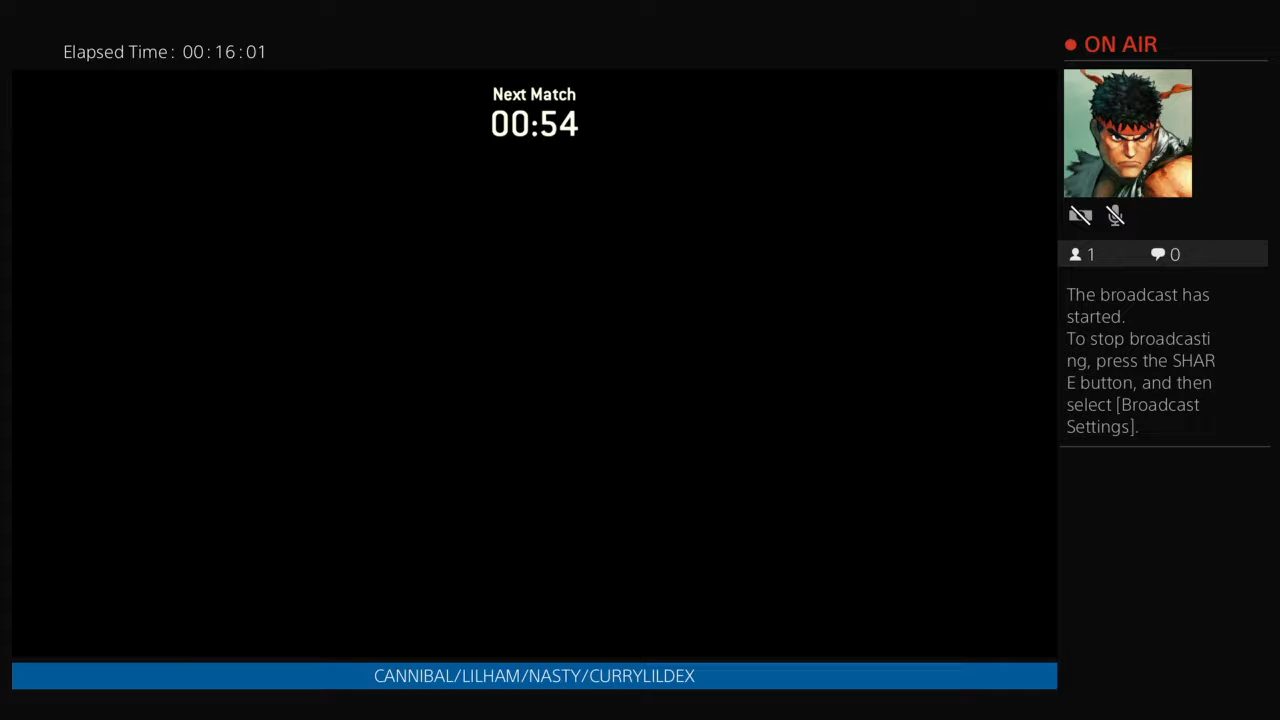 Elapsed Time: 00:16:01
ON AIR
Next Match
00:54
1
0
The broadcast has
started.
To stop broadcasti
ng, press the SHAR
E button, and then
select [Broadcast
Settings].
CANNIBAL/LILHAM/NASTY/CURRYLILDEX